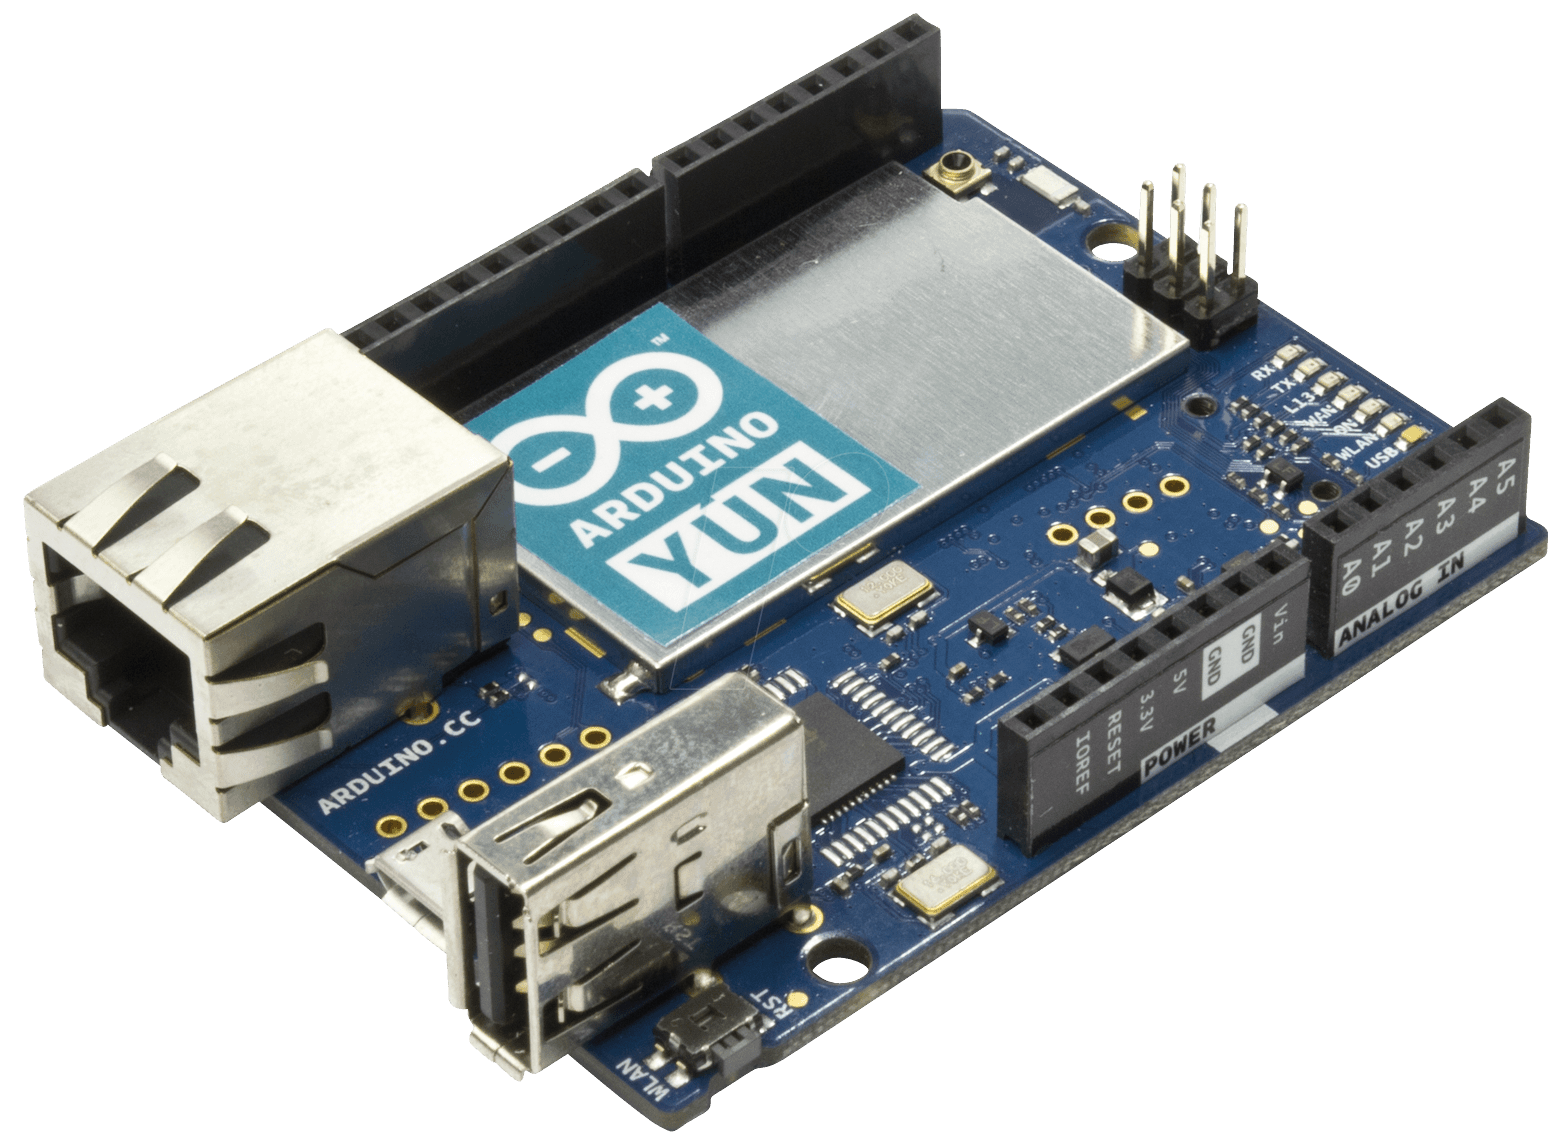 ™
ARDUINO
YUN
ARDUINO.CC
RX
TX
L13
WLAN
USB
A5
A4
A3
A2
A1
A0
ANALOG IN
Vin
GND
GND
5V
3.3V
RESET
IOREF
POWER
RST
WLAN